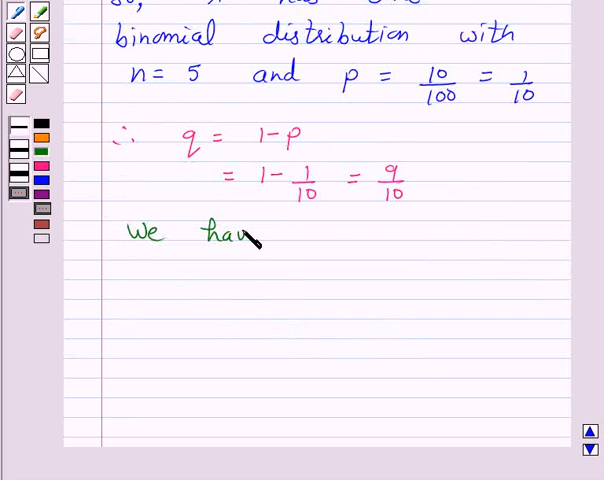 binomial distribution with
n = 5 and p = 10/100 = 1/10
∴ q = 1-p
= 1 - 1/10 = 9/10
We hav